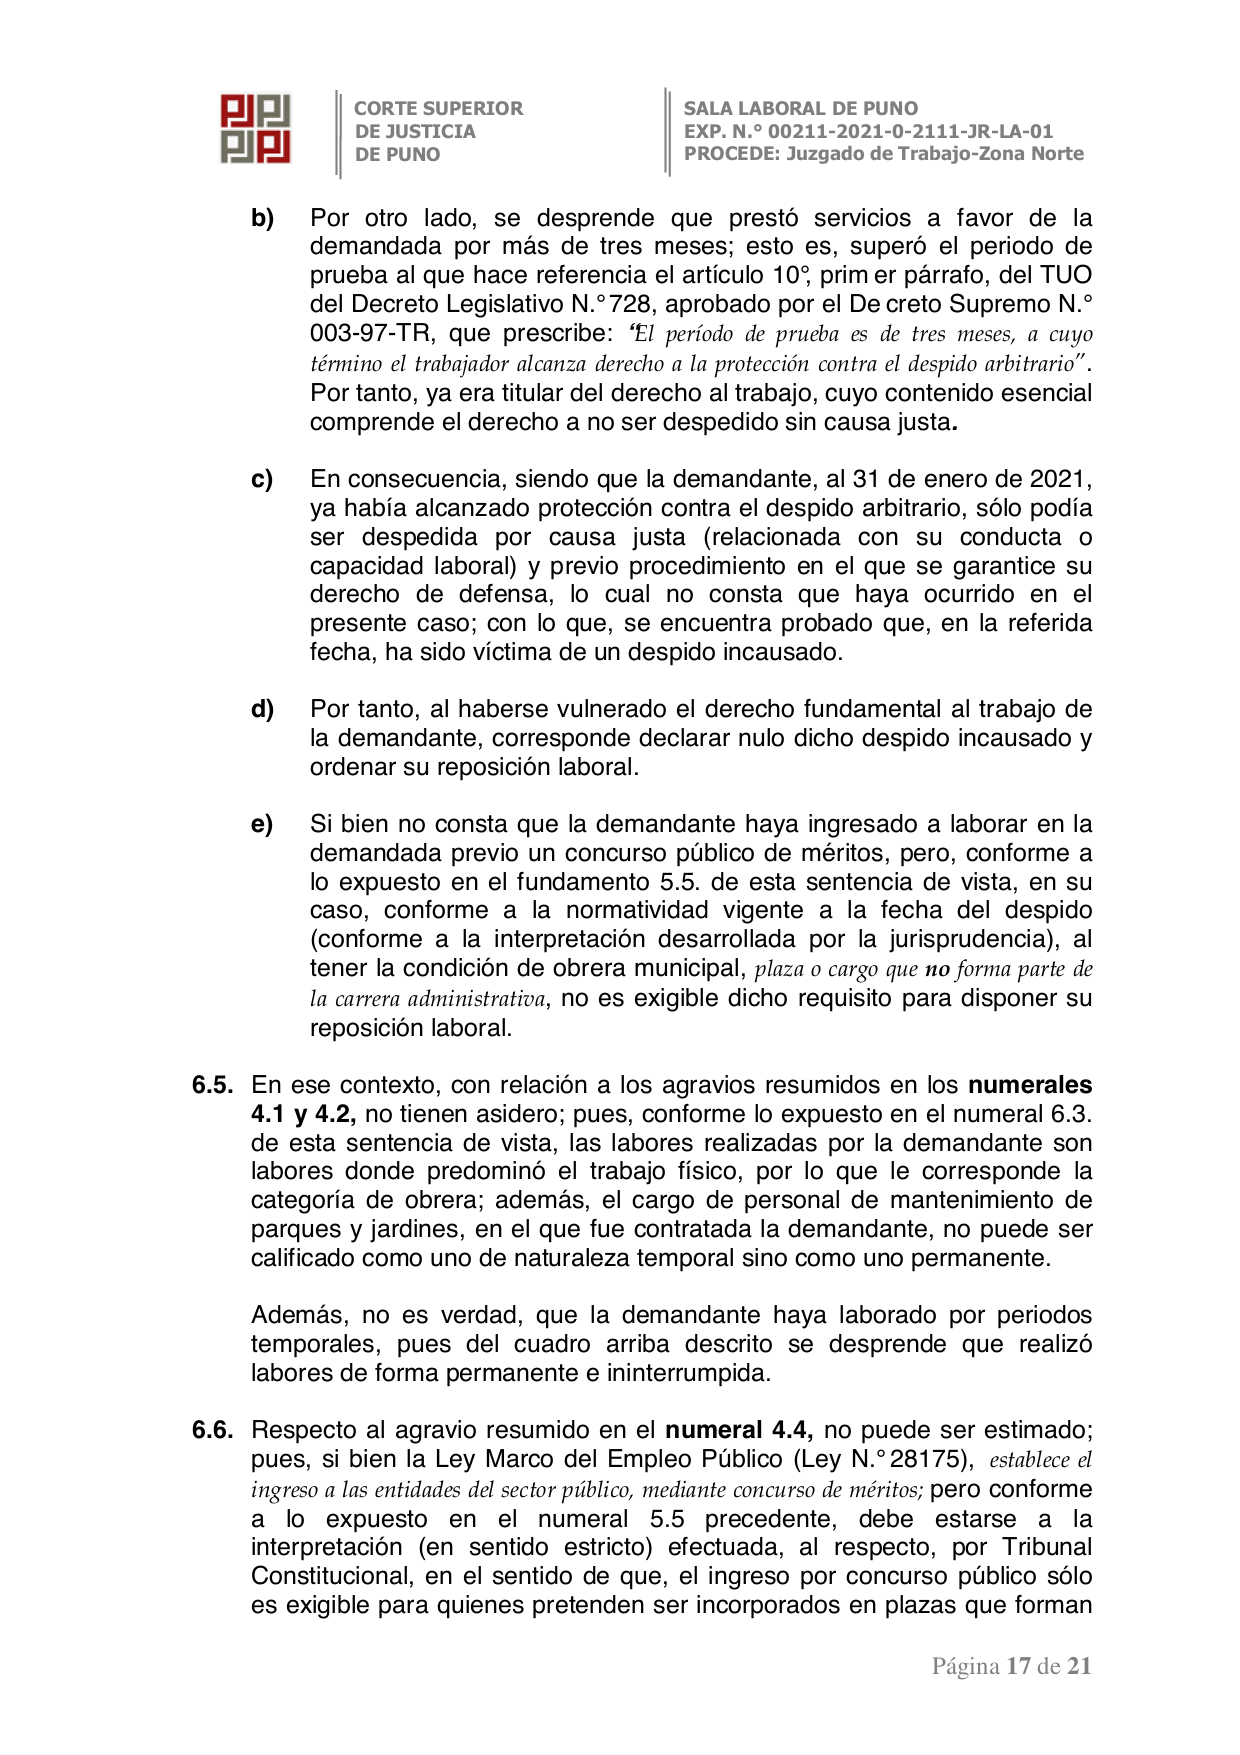 CORTE SUPERIOR
DE JUSTICIA
DE PUNO
SALA LABORAL DE PUNO
EXP. N.° 00211-2021-0-2111-JR-LA-01
PROCEDE: Juzgado de Trabajo-Zona Norte
b) Por otro lado, se desprende que prestó servicios a favor de la
demandada por más de tres meses; esto es, superó el periodo de
prueba al que hace referencia el artículo 10°, prim er párrafo, del TUO
del Decreto Legislativo N.° 728, aprobado por el De creto Supremo N.°
003-97-TR, que prescribe: “El período de prueba es de tres meses, a cuyo
término el trabajador alcanza derecho a la protección contra el despido arbitrario”.
Por tanto, ya era titular del derecho al trabajo, cuyo contenido esencial
comprende el derecho a no ser despedido sin causa justa.
c) En consecuencia, siendo que la demandante, al 31 de enero de 2021,
ya había alcanzado protección contra el despido arbitrario, sólo podía
ser despedida por causa justa (relacionada con su conducta o
capacidad laboral) y previo procedimiento en el que se garantice su
derecho de defensa, lo cual no consta que haya ocurrido en el
presente caso; con lo que, se encuentra probado que, en la referida
fecha, ha sido víctima de un despido incausado.
d) Por tanto, al haberse vulnerado el derecho fundamental al trabajo de
la demandante, corresponde declarar nulo dicho despido incausado y
ordenar su reposición laboral.
e) Si bien no consta que la demandante haya ingresado a laborar en la
demandada previo un concurso público de méritos, pero, conforme a
lo expuesto en el fundamento 5.5. de esta sentencia de vista, en su
caso, conforme a la normatividad vigente a la fecha del despido
(conforme a la interpretación desarrollada por la jurisprudencia), al
tener la condición de obrera municipal, plaza o cargo que no forma parte de
la carrera administrativa, no es exigible dicho requisito para disponer su
reposición laboral.
6.5. En ese contexto, con relación a los agravios resumidos en los numerales
4.1 y 4.2, no tienen asidero; pues, conforme lo expuesto en el numeral 6.3.
de esta sentencia de vista, las labores realizadas por la demandante son
labores donde predominó el trabajo físico, por lo que le corresponde la
categoría de obrera; además, el cargo de personal de mantenimiento de
parques y jardines, en el que fue contratada la demandante, no puede ser
calificado como uno de naturaleza temporal sino como uno permanente.
Además, no es verdad, que la demandante haya laborado por periodos
temporales, pues del cuadro arriba descrito se desprende que realizó
labores de forma permanente e ininterrumpida.
6.6. Respecto al agravio resumido en el numeral 4.4, no puede ser estimado;
pues, si bien la Ley Marco del Empleo Público (Ley N.° 28175), establece el
ingreso a las entidades del sector público, mediante concurso de méritos; pero conforme
a lo expuesto en el numeral 5.5 precedente, debe estarse a la
interpretación (en sentido estricto) efectuada, al respecto, por Tribunal
Constitucional, en el sentido de que, el ingreso por concurso público sólo
es exigible para quienes pretenden ser incorporados en plazas que forman
Página 17 de 21